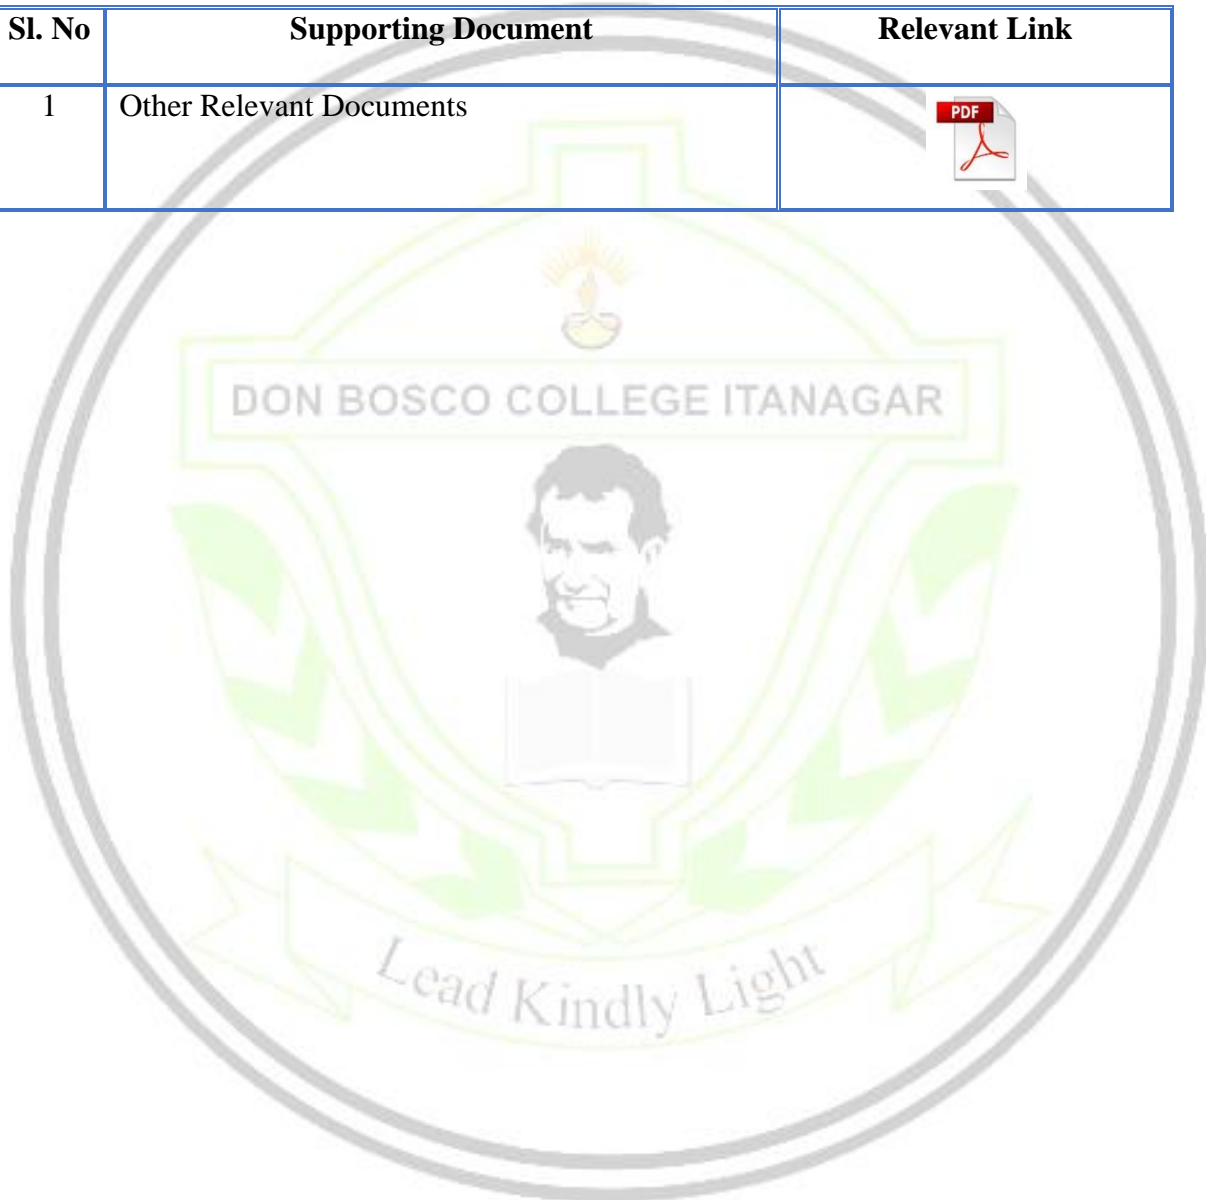 Sl. No Supporting Document Relevant Link
1 Other Relevant Documents PDF
DON BOSCO COLLEGE ITANAGAR
Lead Kindly Light